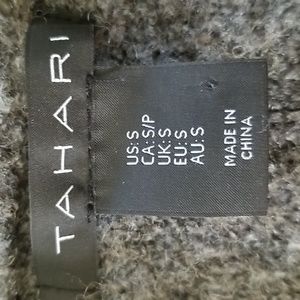 TAHARI
US: S
CA: S/P
UK: S
EU: S
AU: S
MADE IN
CHINA